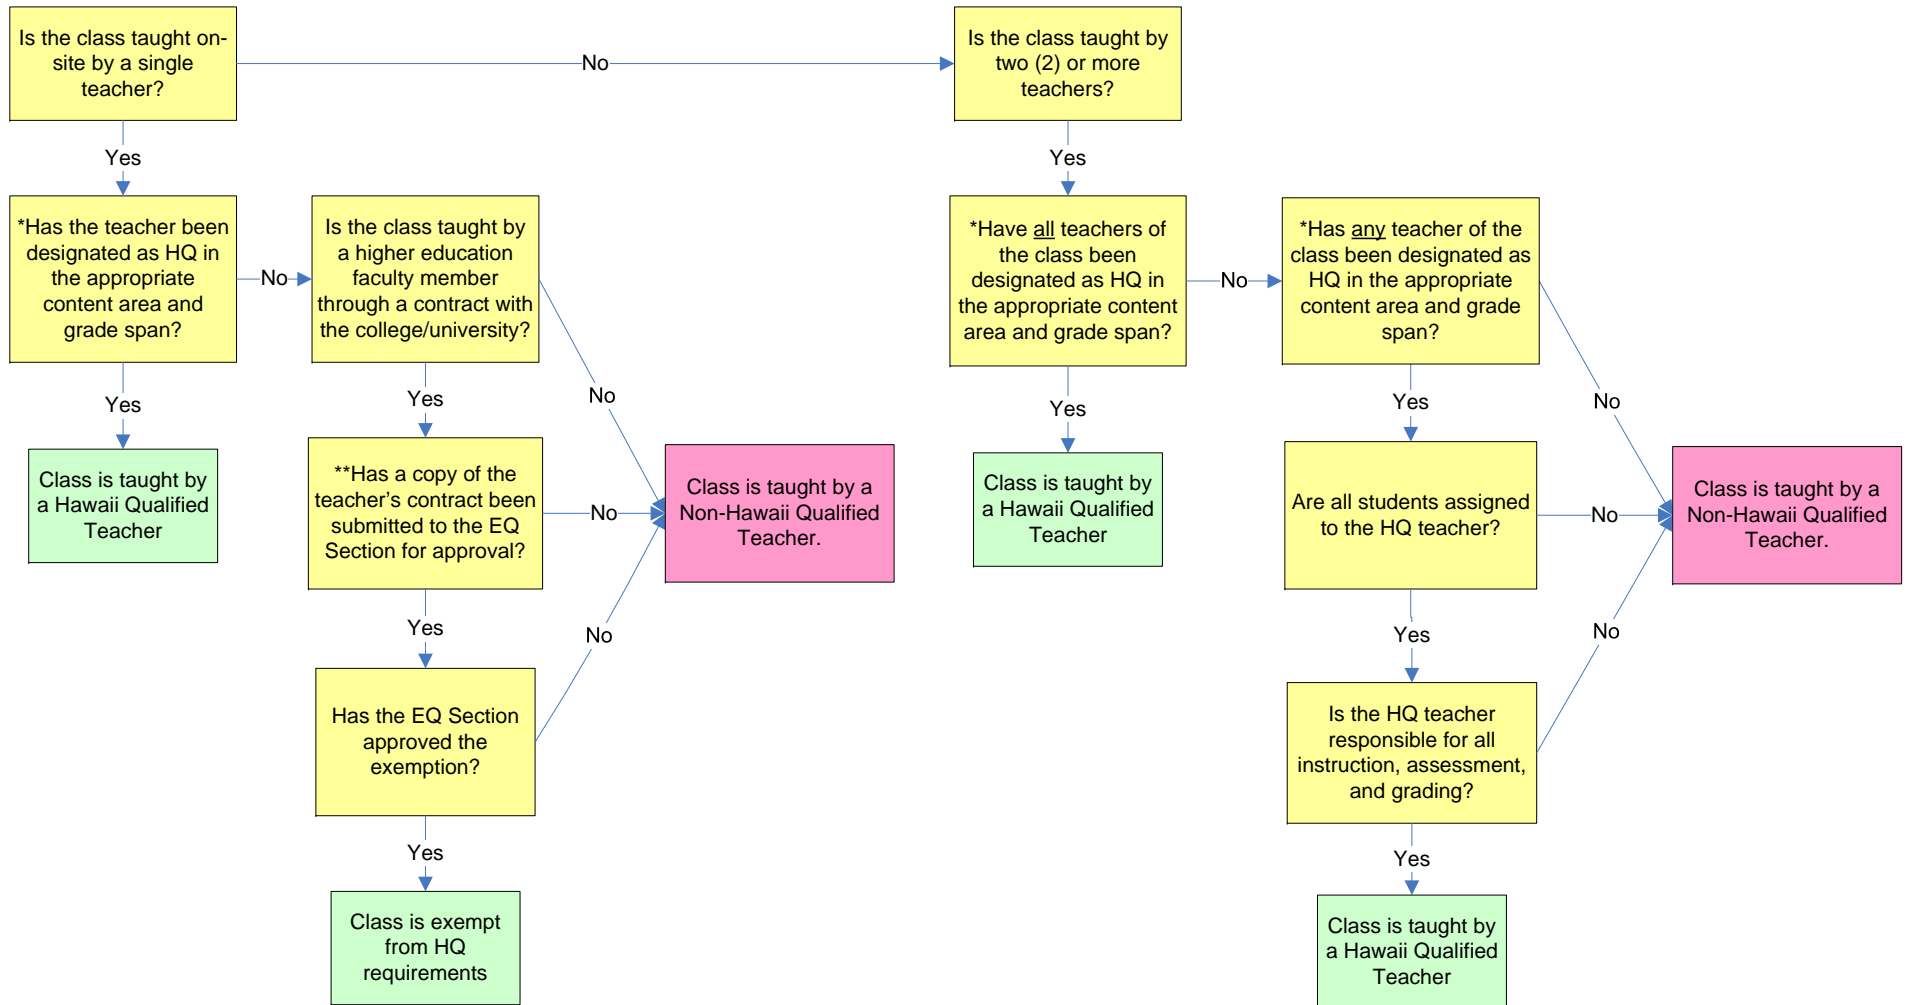 Is the class taught on-
site by a single
teacher?
No
Is the class taught by
two (2) or more
teachers?
Yes
Yes
*Has the teacher been
designated as HQ in
the appropriate
content area and
grade span?
No
Is the class taught by
a higher education
faculty member
through a contract with
the college/university?
*Have all teachers of
the class been
designated as HQ in
the appropriate content
area and grade span?
No
*Has any teacher of the
class been designated as
HQ in the appropriate
content area and grade
span?
Yes
Yes
No
Yes
Yes
No
Class is taught by
a Hawaii Qualified
Teacher
**Has a copy of the
teacher's contract been
submitted to the EQ
Section for approval?
No
Class is taught by a
Non-Hawaii Qualified
Teacher.
Class is taught by
a Hawaii Qualified
Teacher
Are all students assigned
to the HQ teacher?
No
Class is taught by a
Non-Hawaii Qualified
Teacher.
Yes
No
Yes
No
Has the EQ Section
approved the
exemption?
Is the HQ teacher
responsible for all
instruction, assessment,
and grading?
Yes
Yes
Class is exempt
from HQ
requirements
Class is taught by
a Hawaii Qualified
Teacher